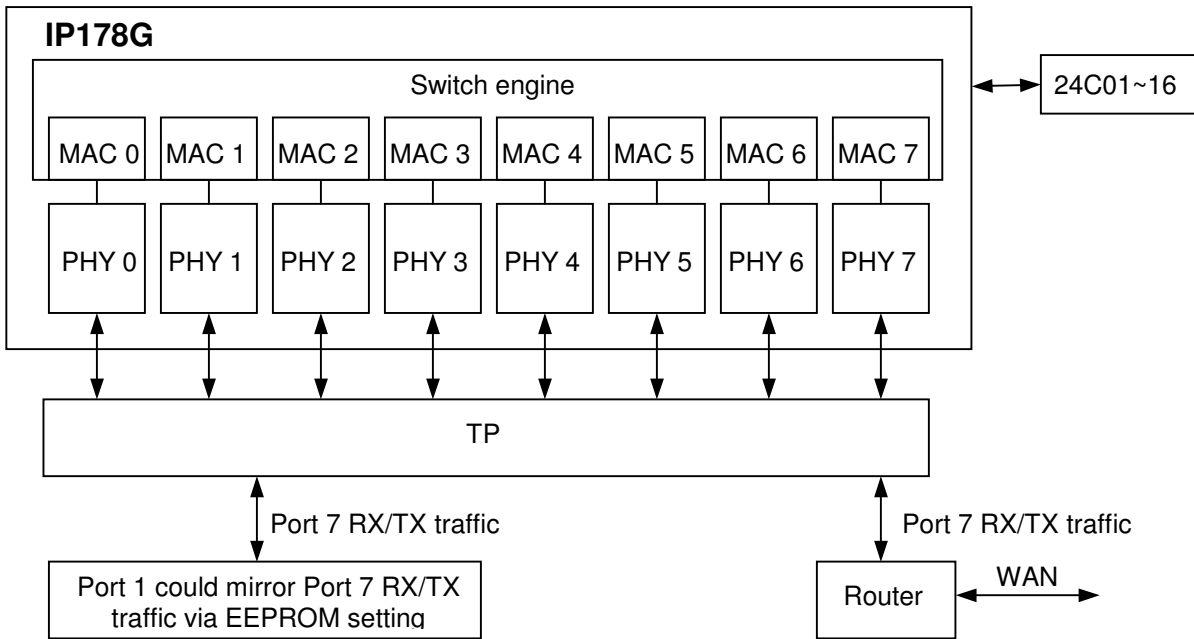 IP178G
Switch engine
24C01~16
MAC 0 MAC 1 MAC 2 MAC 3 MAC 4 MAC 5 MAC 6 MAC 7
PHY 0 PHY 1 PHY 2 PHY 3 PHY 4 PHY 5 PHY 6 PHY 7
TP
Port 7 RX/TX traffic
Port 7 RX/TX traffic
Port 1 could mirror Port 7 RX/TX
traffic via EEPROM setting
Router
WAN